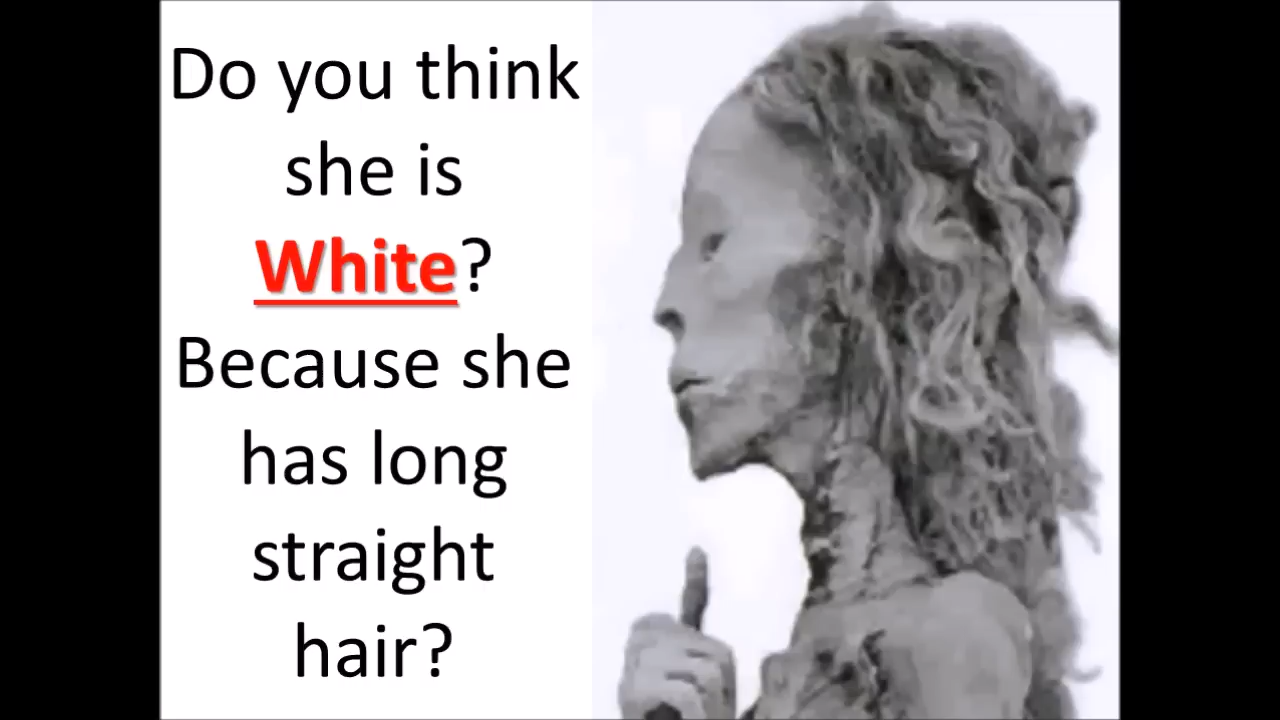 Do you think
she is
White?
Because she
has long
straight
hair?